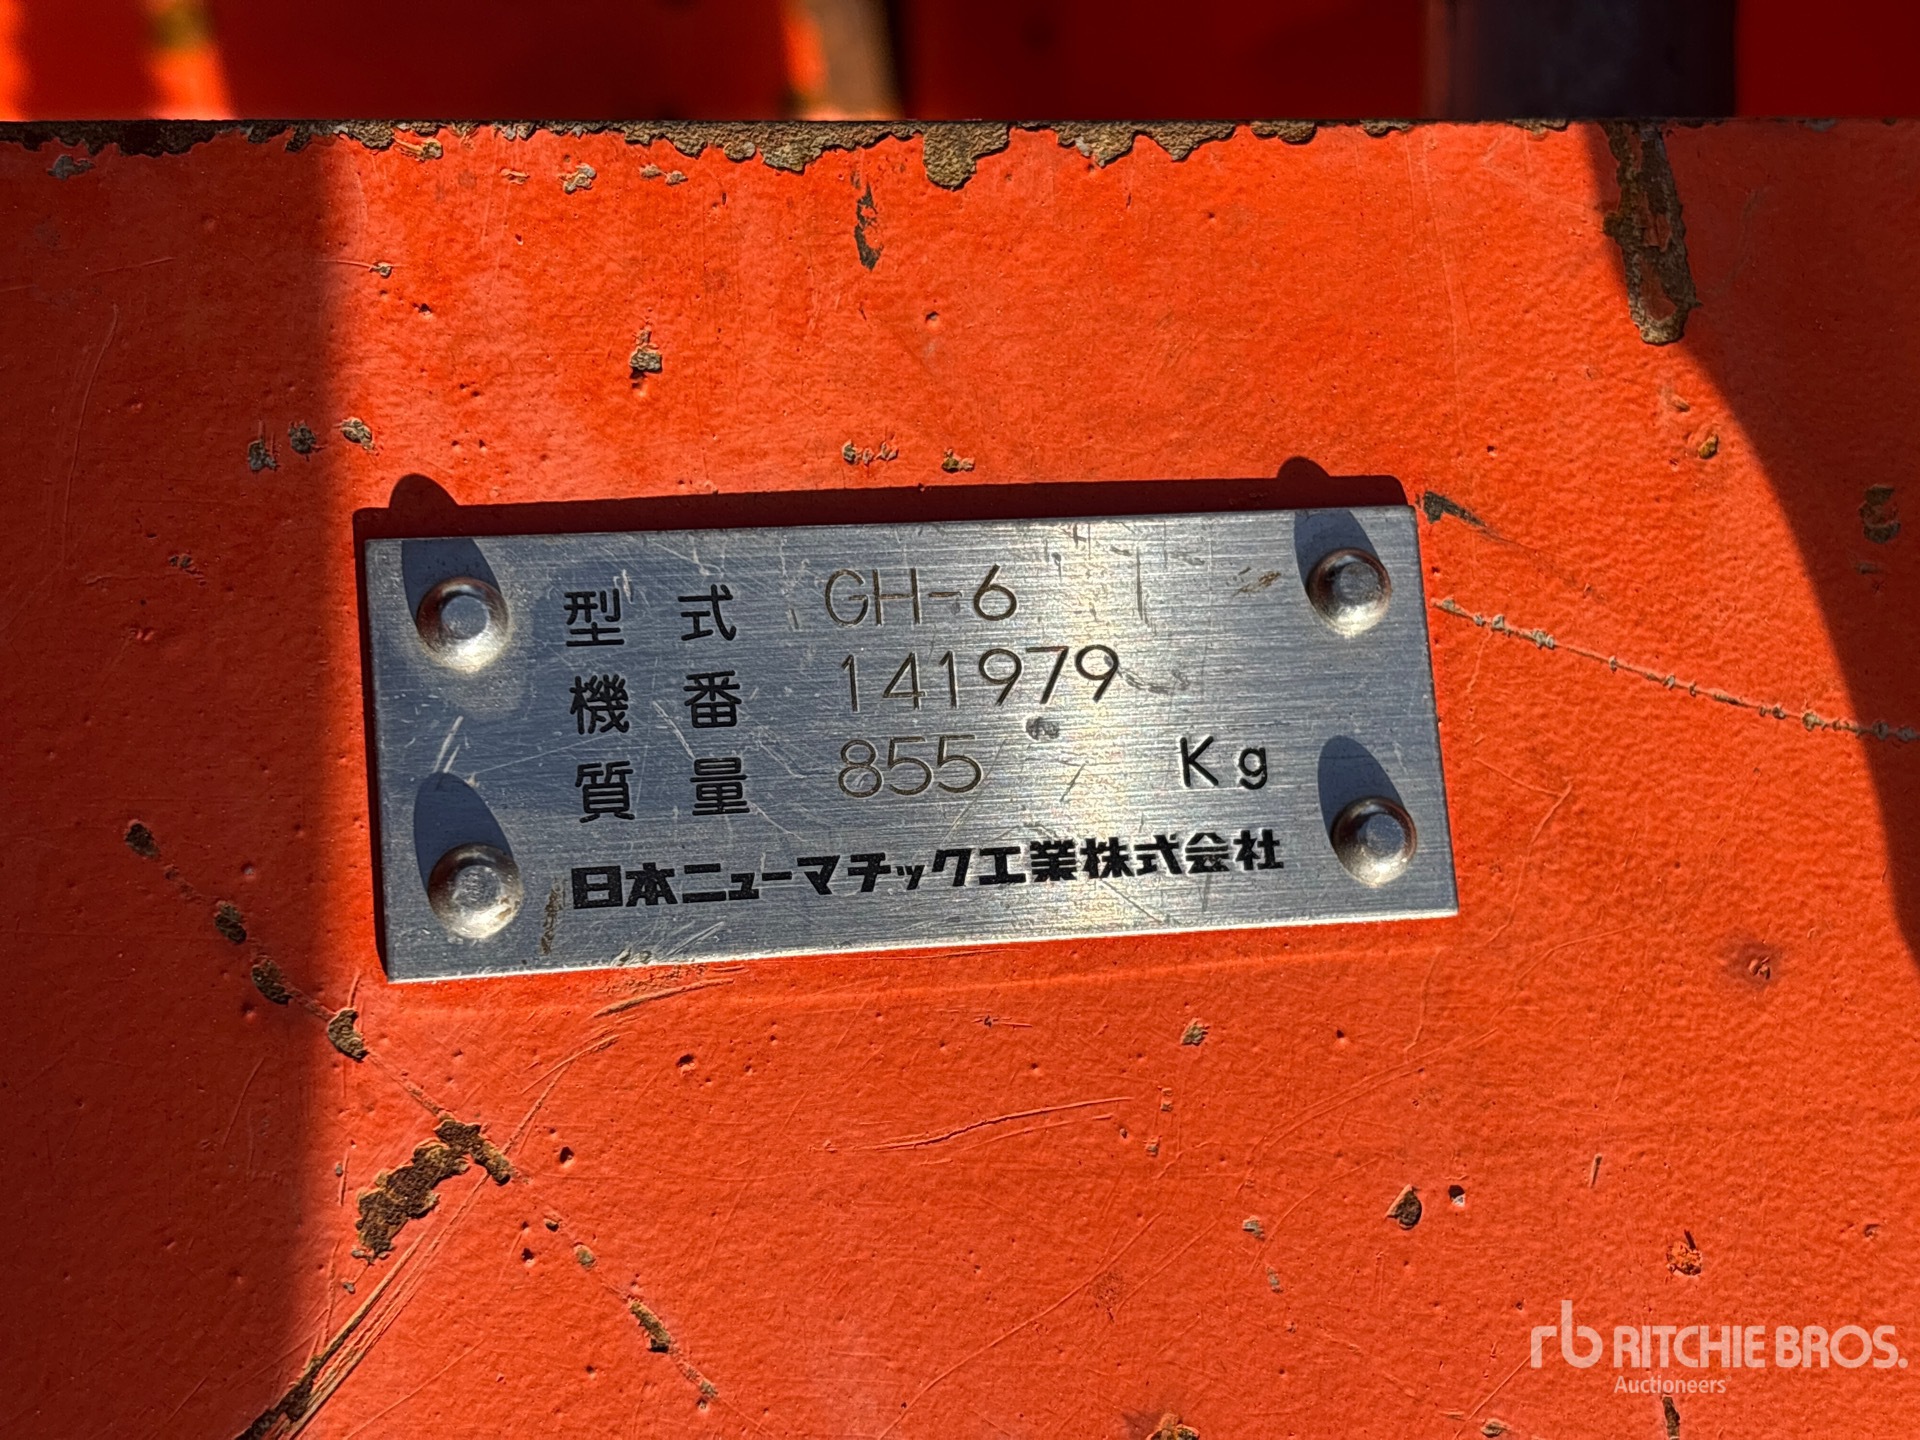 型式 GH-6
機番 141979
質量 855 Kg
日本ニューマチック工業株式会社
rb RITCHIE BROS.
Auctioneers